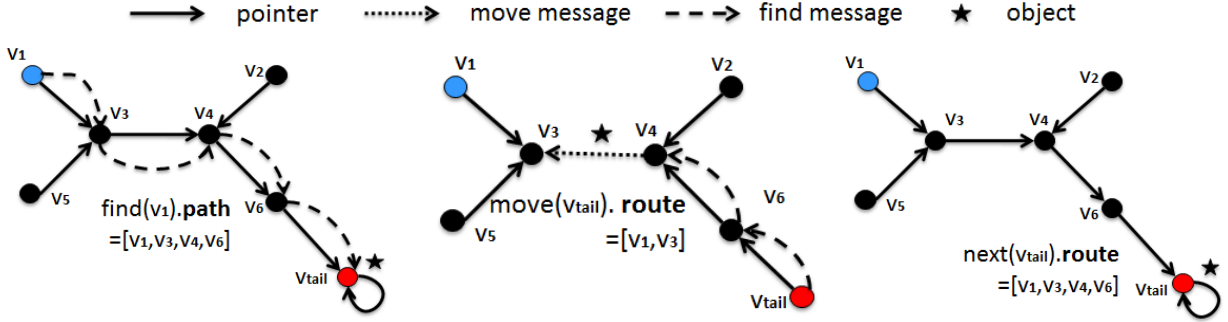 pointer move message find message object
V1 V2 V3 V4 V5 V6 Vtail
find(v1).path
=[v1,v3,v4,v6]
V1 V2 V3 V4 V5 V6 Vtail
move(vtail). route
=[v1,v3]
V1 V2 V3 V4 V5 V6 Vtail
next(vtail).route
=[v1,v3,v4,v6]